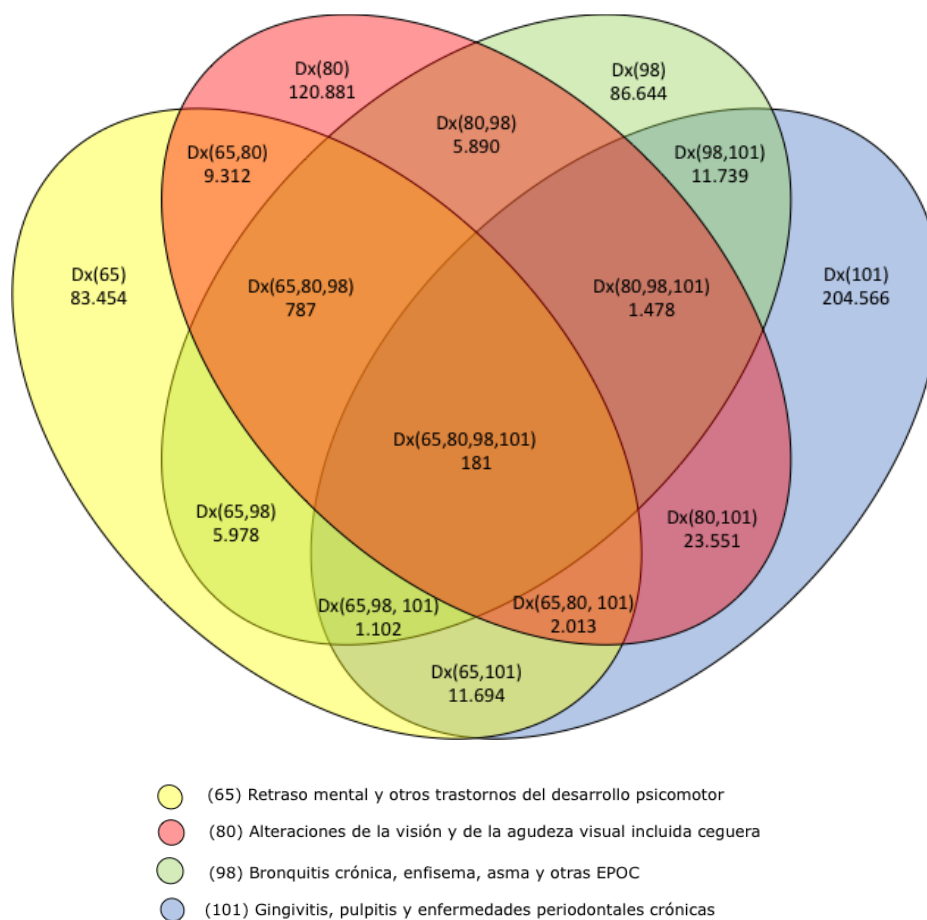 Dx(80)
120.881
Dx(98)
86.644
Dx(80,98)
5.890
Dx(65,80)
9.312
Dx(98,101)
11.739
Dx(65)
83.454
Dx(65,80,98)
787
Dx(80,98,101)
1.478
Dx(101)
204.566
Dx(65,80,98,101)
181
Dx(65,98)
5.978
Dx(80,101)
23.551
Dx(65,98, 101)
1.102
Dx(65,80, 101)
2.013
Dx(65,101)
11.694
(65) Retraso mental y otros trastornos del desarrollo psicomotor
(80) Alteraciones de la visión y de la agudeza visual incluida ceguera
(98) Bronquitis crónica, enfisema, asma y otras EPOC
(101) Gingivitis, pulpitis y enfermedades periodontales crónicas